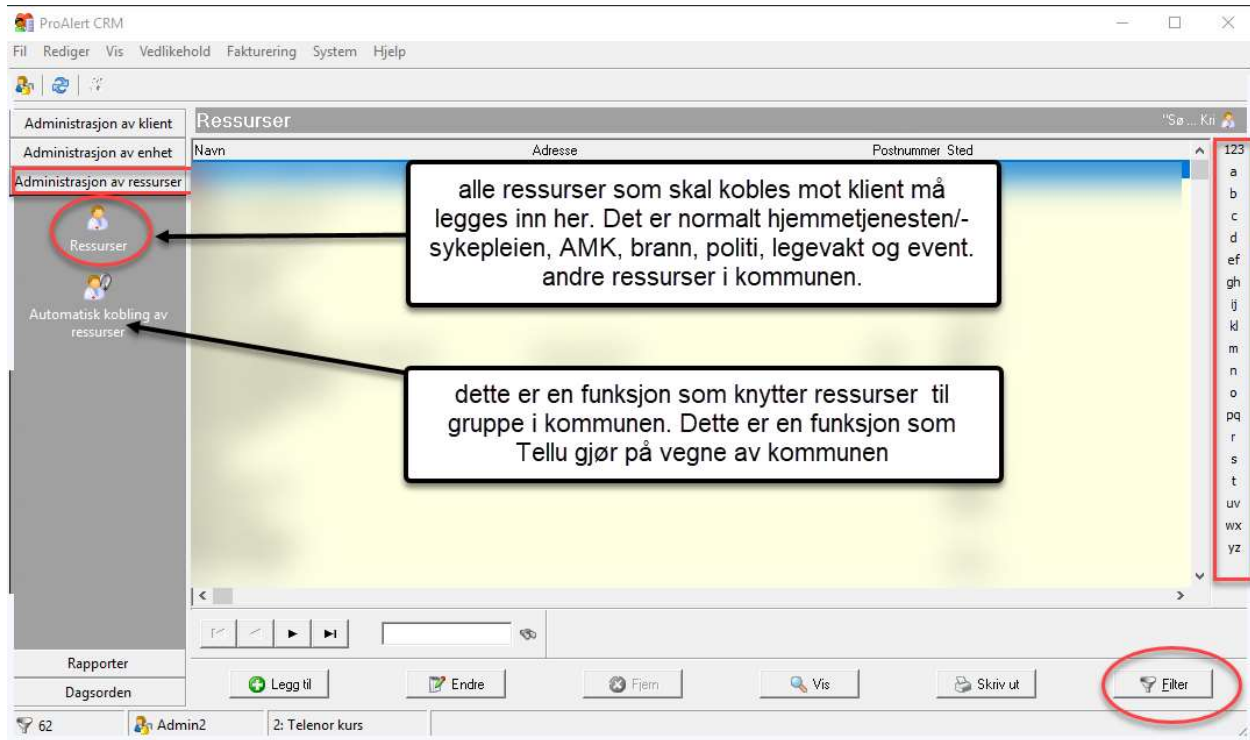 ProAlert CRM
Fil Rediger Vis Vedlikehold Fakturering System Hjelp
Administrasjon av klient
Administrasjon av enhet
Administrasjon av ressurser
Ressurser
Automatisk kobling av
ressurser
Rapporter
Dagsorden
Ressurser "Sø ... Kri
Navn Adresse Postnummer Sted
alle ressurser som skal kobles mot klient må
legges inn her. Det er normalt hjemmetjenesten/-
sykepleien, AMK, brann, politi, legevakt og event.
andre ressurser i kommunen.
dette er en funksjon som knytter ressurser til
gruppe i kommunen. Dette er en funksjon som
Tellu gjør på vegne av kommunen
123
a
b
c
d
ef
gh
ij
kl
m
n
o
pq
r
s
t
uv
wx
yz
Legg til Endre Fjern Vis Skriv ut Filter
62 Admin2 2: Telenor kurs